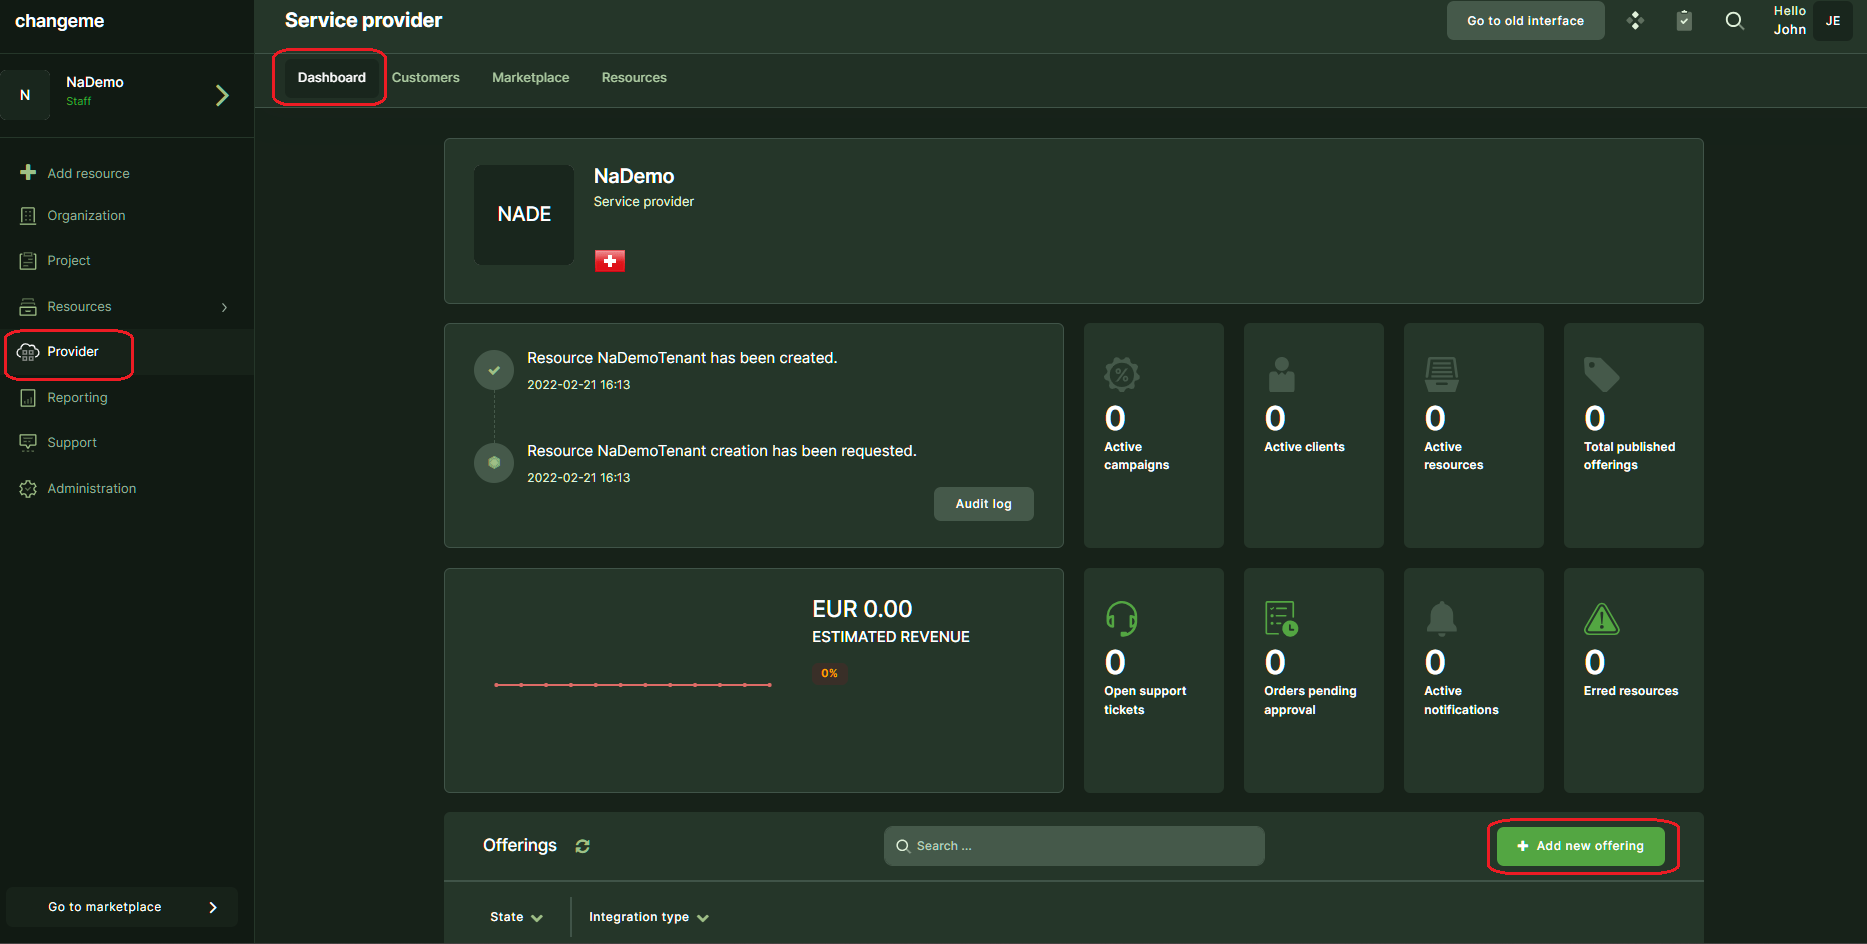 changeme
Service provider
Go to old interface
Hello
John
JE
N
NaDemo
Staff
Dashboard
Customers
Marketplace
Resources
Add resource
Organization
Project
Resources
Provider
Reporting
Support
Administration
Go to marketplace
NADE
NaDemo
Service provider
Resource NaDemoTenant has been created.
2022-02-21 16:13
Resource NaDemoTenant creation has been requested.
2022-02-21 16:13
Audit log
0
Active
campaigns
0
Active clients
0
Active
resources
0
Total published
offerings
EUR 0.00
ESTIMATED REVENUE
0%
0
Open support
tickets
0
Orders pending
approval
0
Active
notifications
0
Erred resources
Offerings
Search ...
Add new offering
State
Integration type